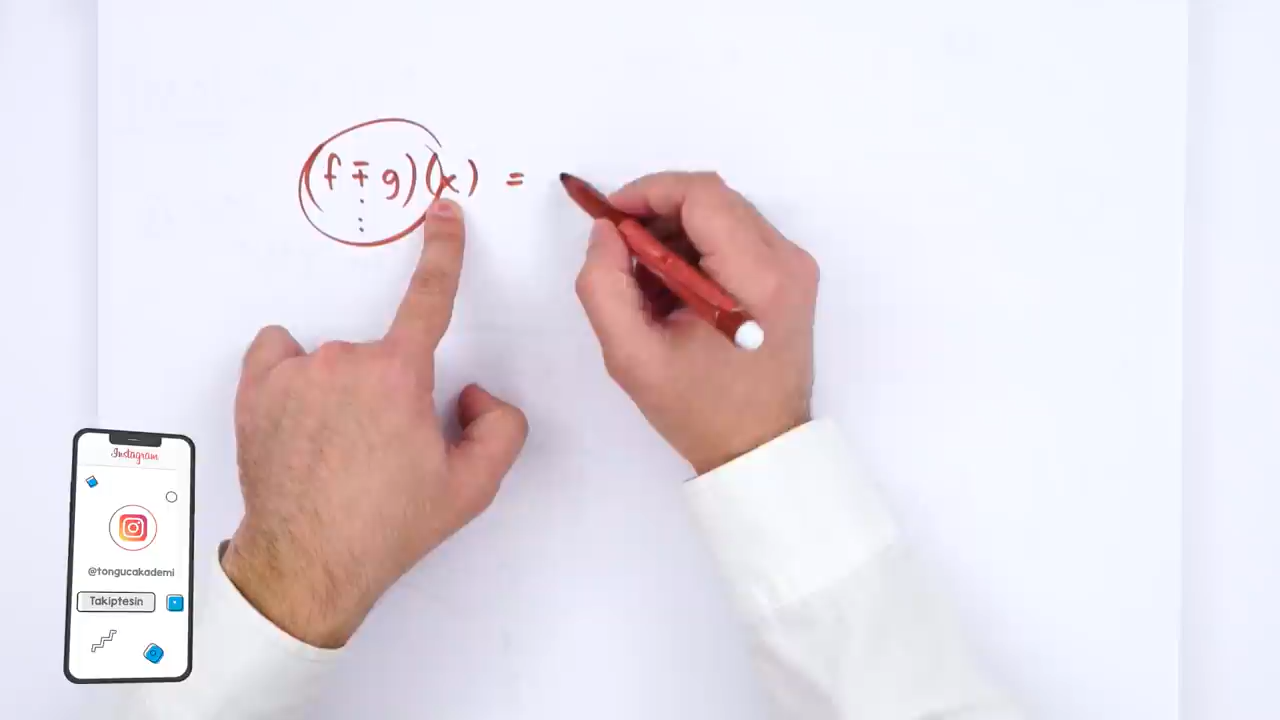 (f ∓ g)(x) =
:
Instagram
@tongucakademi
Takiptesin